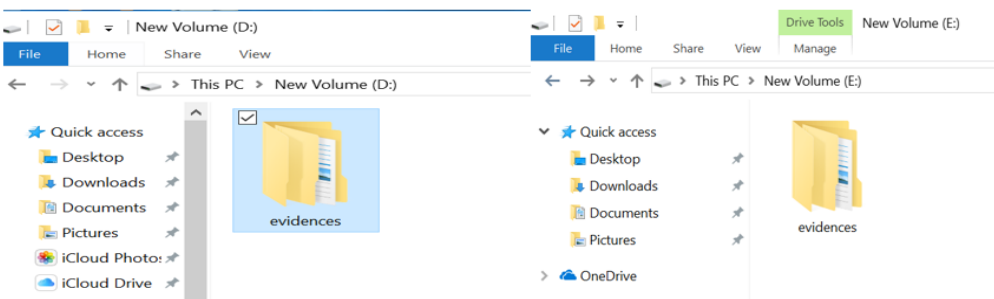 New Volume (D:)
File Home Share View
This PC > New Volume (D:)
Quick access
Desktop
Downloads
Documents
Pictures
iCloud Photos
iCloud Drive
evidences
Drive Tools New Volume (E:)
File Home Share View Manage
This PC > New Volume (E:)
Quick access
Desktop
Downloads
Documents
Pictures
OneDrive
evidences